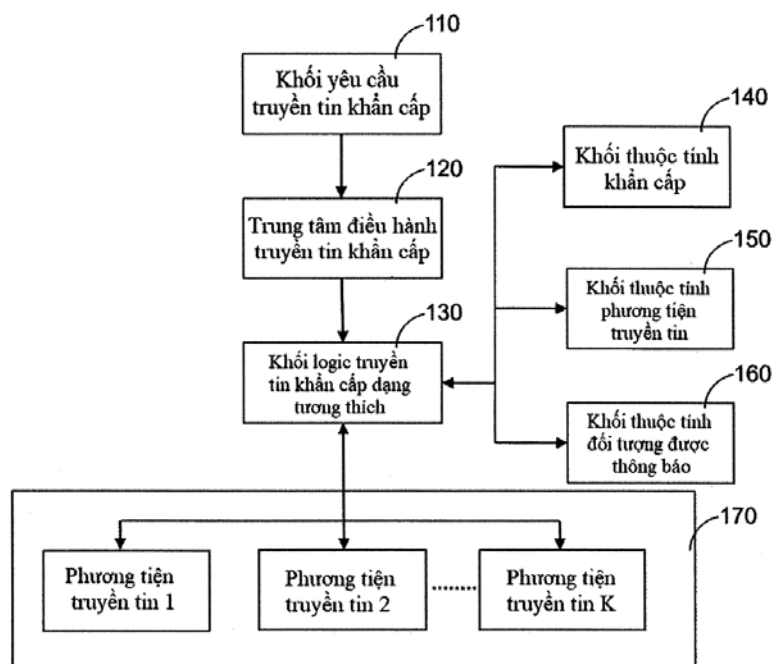 110
Khối yêu cầu
truyền tin khẩn cấp
140
Khối thuộc tính
khẩn cấp
120
Trung tâm điều hành
truyền tin khẩn cấp
150
Khối thuộc tính
phương tiện
truyền tin
130
Khối logic truyền
tin khẩn cấp dạng
tương thích
160
Khối thuộc tính
đối tượng được
thông báo
170
Phương tiện
truyền tin 1
Phương tiện
truyền tin 2
Phương tiện
truyền tin K